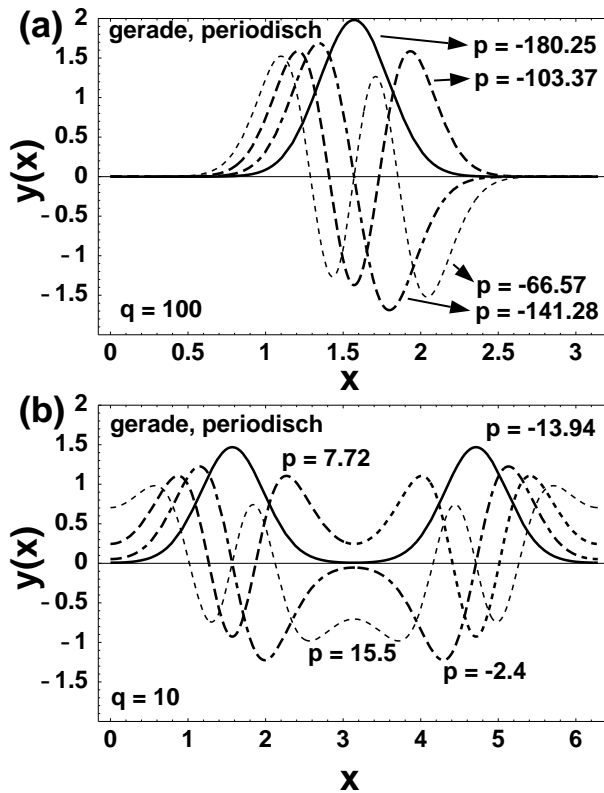 (a)
gerade, periodisch
p = -180.25
p = -103.37
p = -66.57
p = -141.28
q = 100
y(x)
2
1.5
1
0.5
0
- 0.5
- 1
- 1.5
0 0.5 1 1.5 2 2.5 3
x
(b)
gerade, periodisch
p = -13.94
p = 7.72
p = 15.5
p = -2.4
q = 10
y(x)
2
1.5
1
0.5
0
- 0.5
- 1
- 1.5
0 1 2 3 4 5 6
x